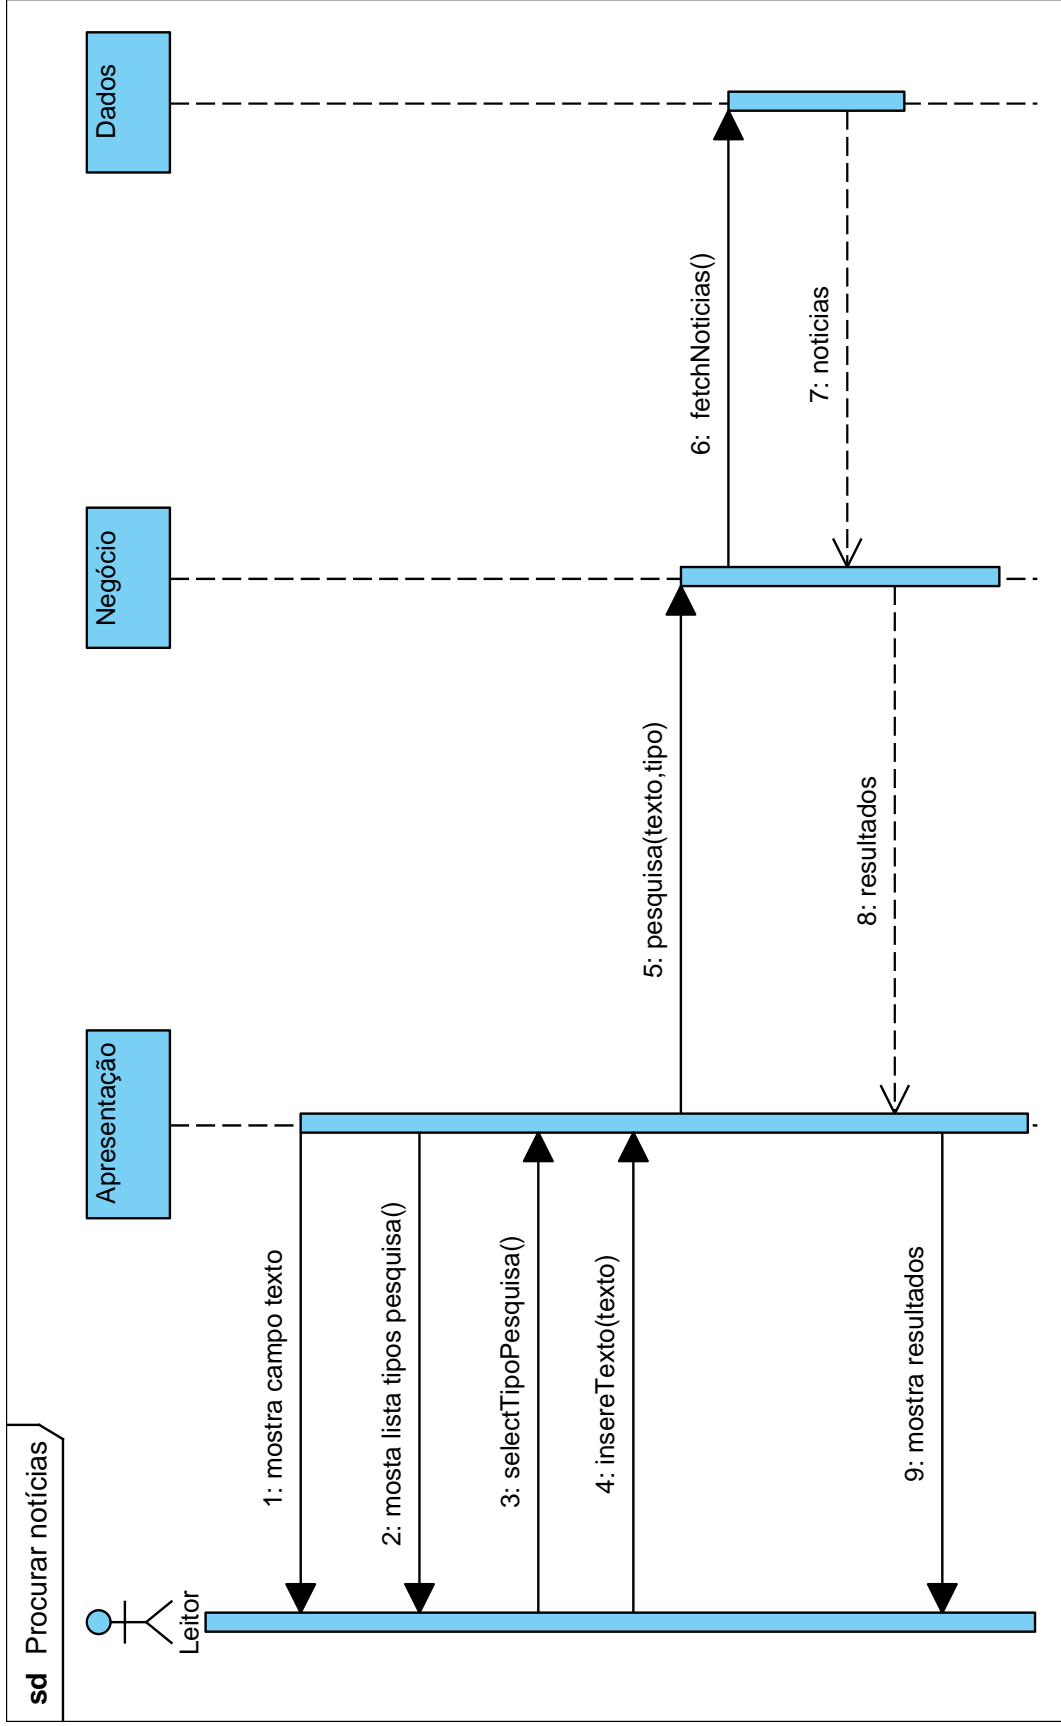 sd Procurar notícias
Leitor
Apresentação
Negócio
Dados
1: mostra campo texto
2: mosta lista tipos pesquisa()
3: selectTipoPesquisa()
4: insereTexto(texto)
5: pesquisa(texto,tipo)
6:  fetchNoticias()
7: noticias
8: resultados
9: mostra resultados